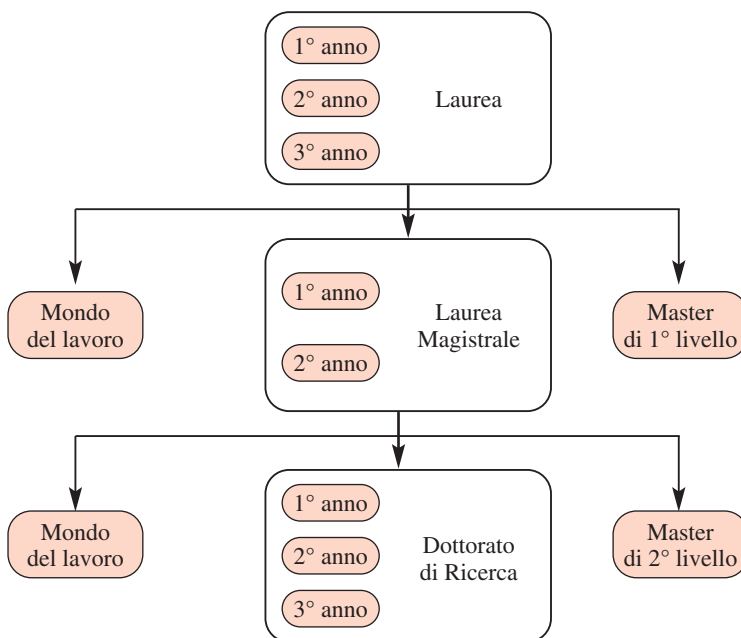 1° anno
2° anno
Laurea
3° anno
Mondo
del lavoro
1° anno
2° anno
Laurea
Magistrale
Master
di 1° livello
Mondo
del lavoro
1° anno
2° anno
3° anno
Dottorato
di Ricerca
Master
di 2° livello